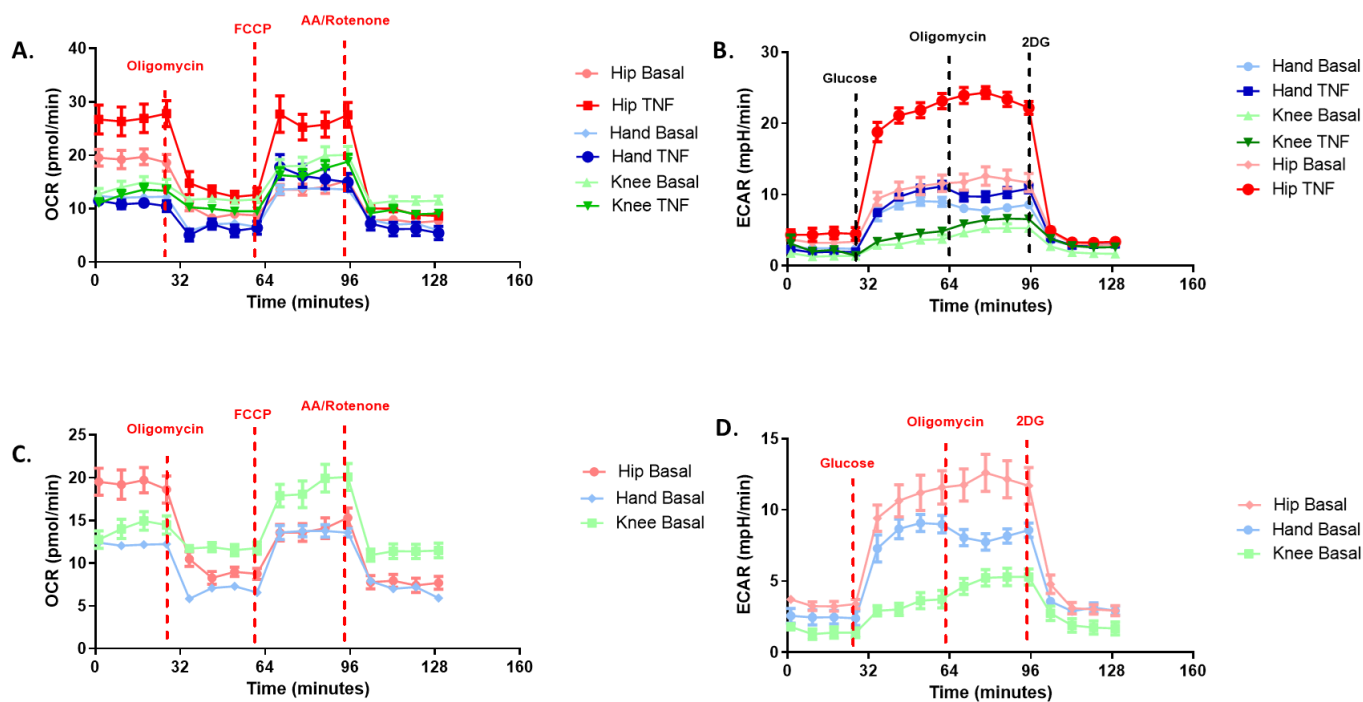 A.
Oligomycin
FCCP
AA/Rotenone
OCR (pmol/min)
40
30
20
10
0
0 32 64 96 128 160
Time (minutes)
Hip Basal
Hip TNF
Hand Basal
Hand TNF
Knee Basal
Knee TNF
B.
Glucose
Oligomycin
2DG
ECAR (mpH/min)
30
20
10
0
0 32 64 96 128 160
Time (minutes)
Hand Basal
Hand TNF
Knee Basal
Knee TNF
Hip Basal
Hip TNF
C.
Oligomycin
FCCP
AA/Rotenone
OCR (pmol/min)
25
20
15
10
5
0
0 32 64 96 128 160
Time (minutes)
Hip Basal
Hand Basal
Knee Basal
D.
Glucose
Oligomycin
2DG
ECAR (mpH/min)
15
10
5
0
0 32 64 96 128 160
Time (minutes)
Hip Basal
Hand Basal
Knee Basal